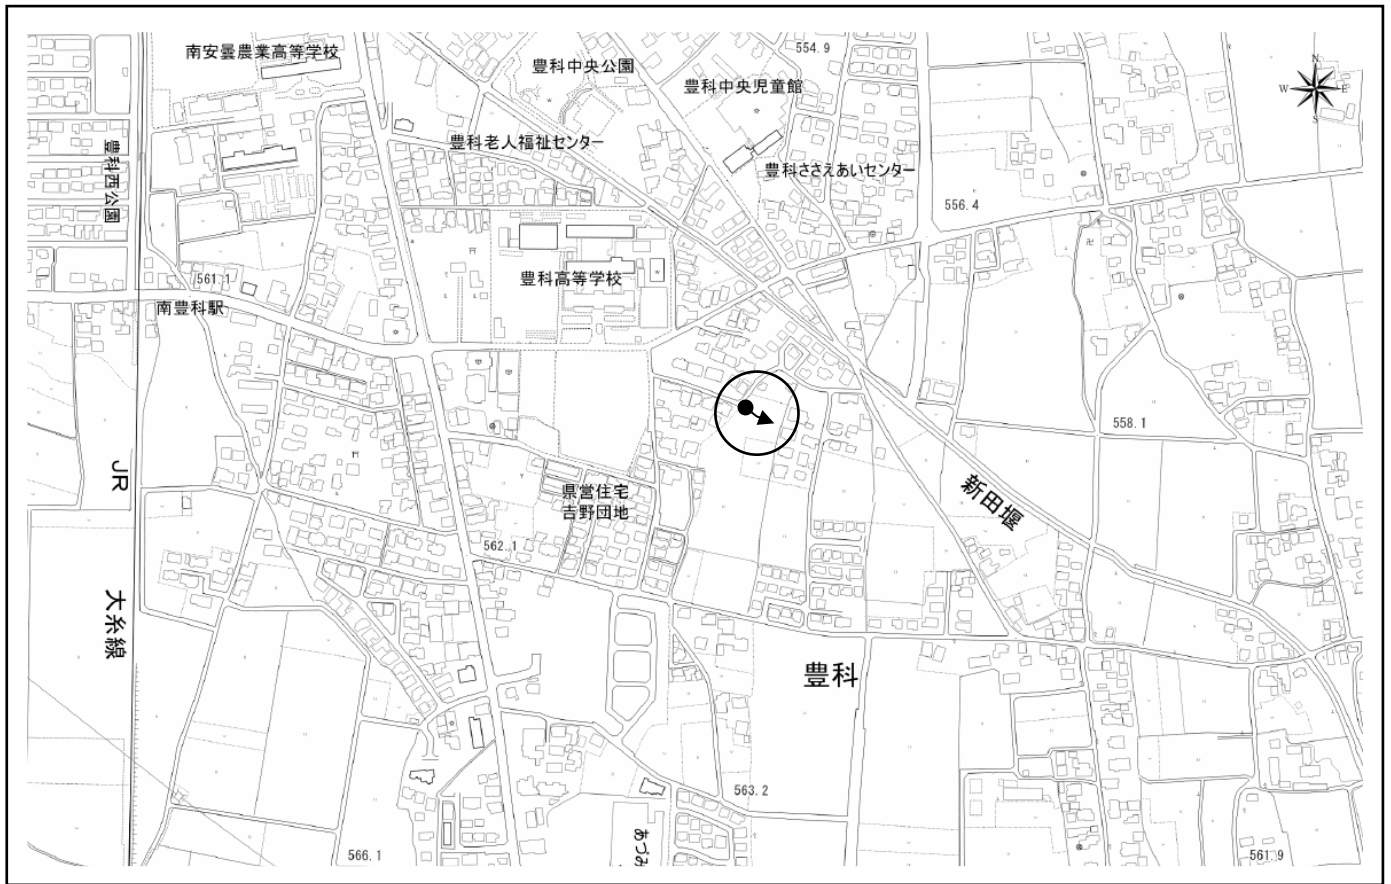 南安曇農業高等学校
豊科中央公園
554.9
豊科中央児童館
N
W
E
S
豊科西公園
豊科老人福祉センター
豊科ささえあいセンター
556.4
561.1
南豊科駅
豊科高等学校
558.1
県営住宅
吉野団地
新田堰
JR
大糸線
562.1
豊科
563.2
あづみ
566.1
561.9